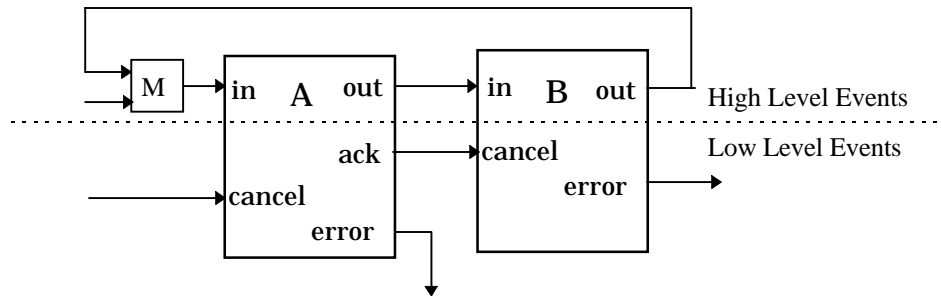 M
in A out
in B out
High Level Events
Low Level Events
ack
cancel
cancel
error
error